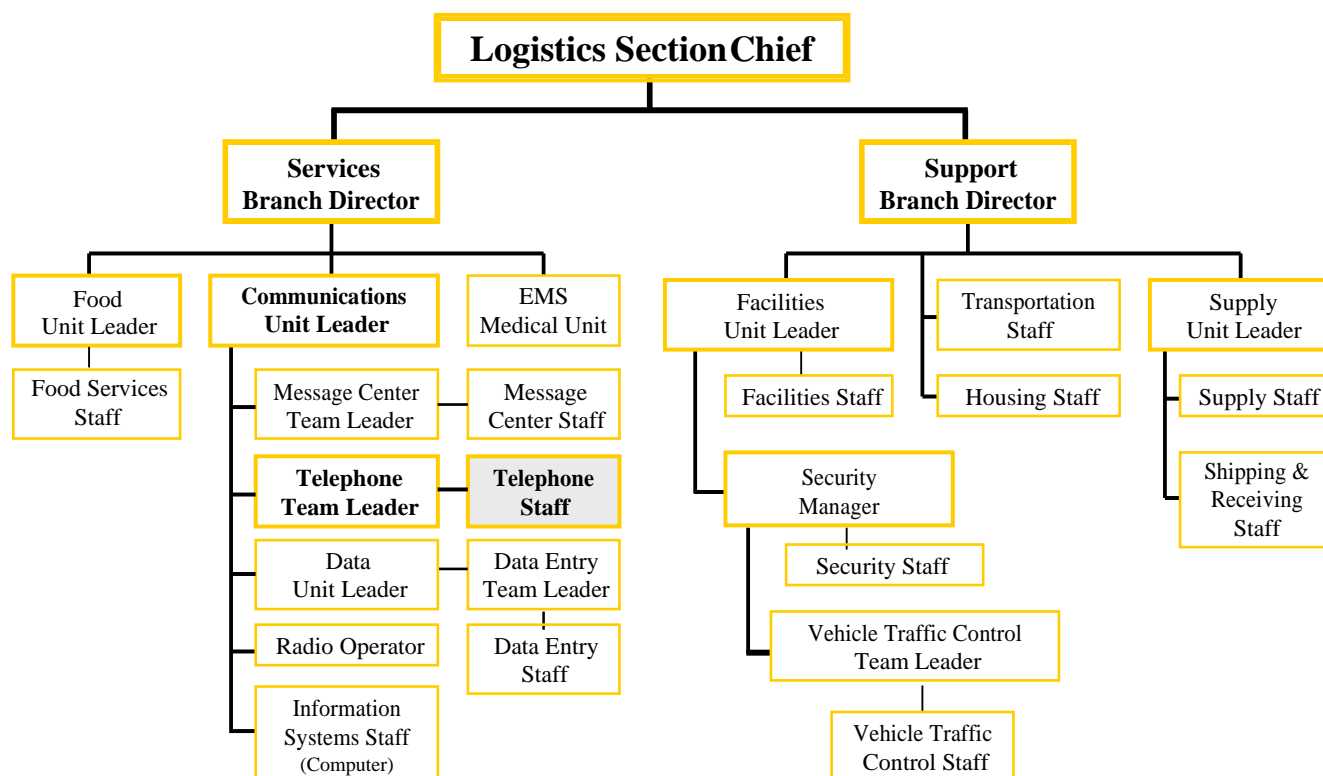 Logistics Section Chief
Services
Branch Director
Support
Branch Director
Food
Unit Leader
Communications
Unit Leader
EMS
Medical Unit
Facilities
Unit Leader
Transportation
Staff
Supply
Unit Leader
Food Services
Staff
Message Center
Team Leader
Message
Center Staff
Facilities Staff
Housing Staff
Supply Staff
Telephone
Team Leader
Telephone
Staff
Security
Manager
Shipping &
Receiving
Staff
Data
Unit Leader
Data Entry
Team Leader
Security Staff
Radio Operator
Data Entry
Staff
Vehicle Traffic Control
Team Leader
Information
Systems Staff
(Computer)
Vehicle Traffic
Control Staff